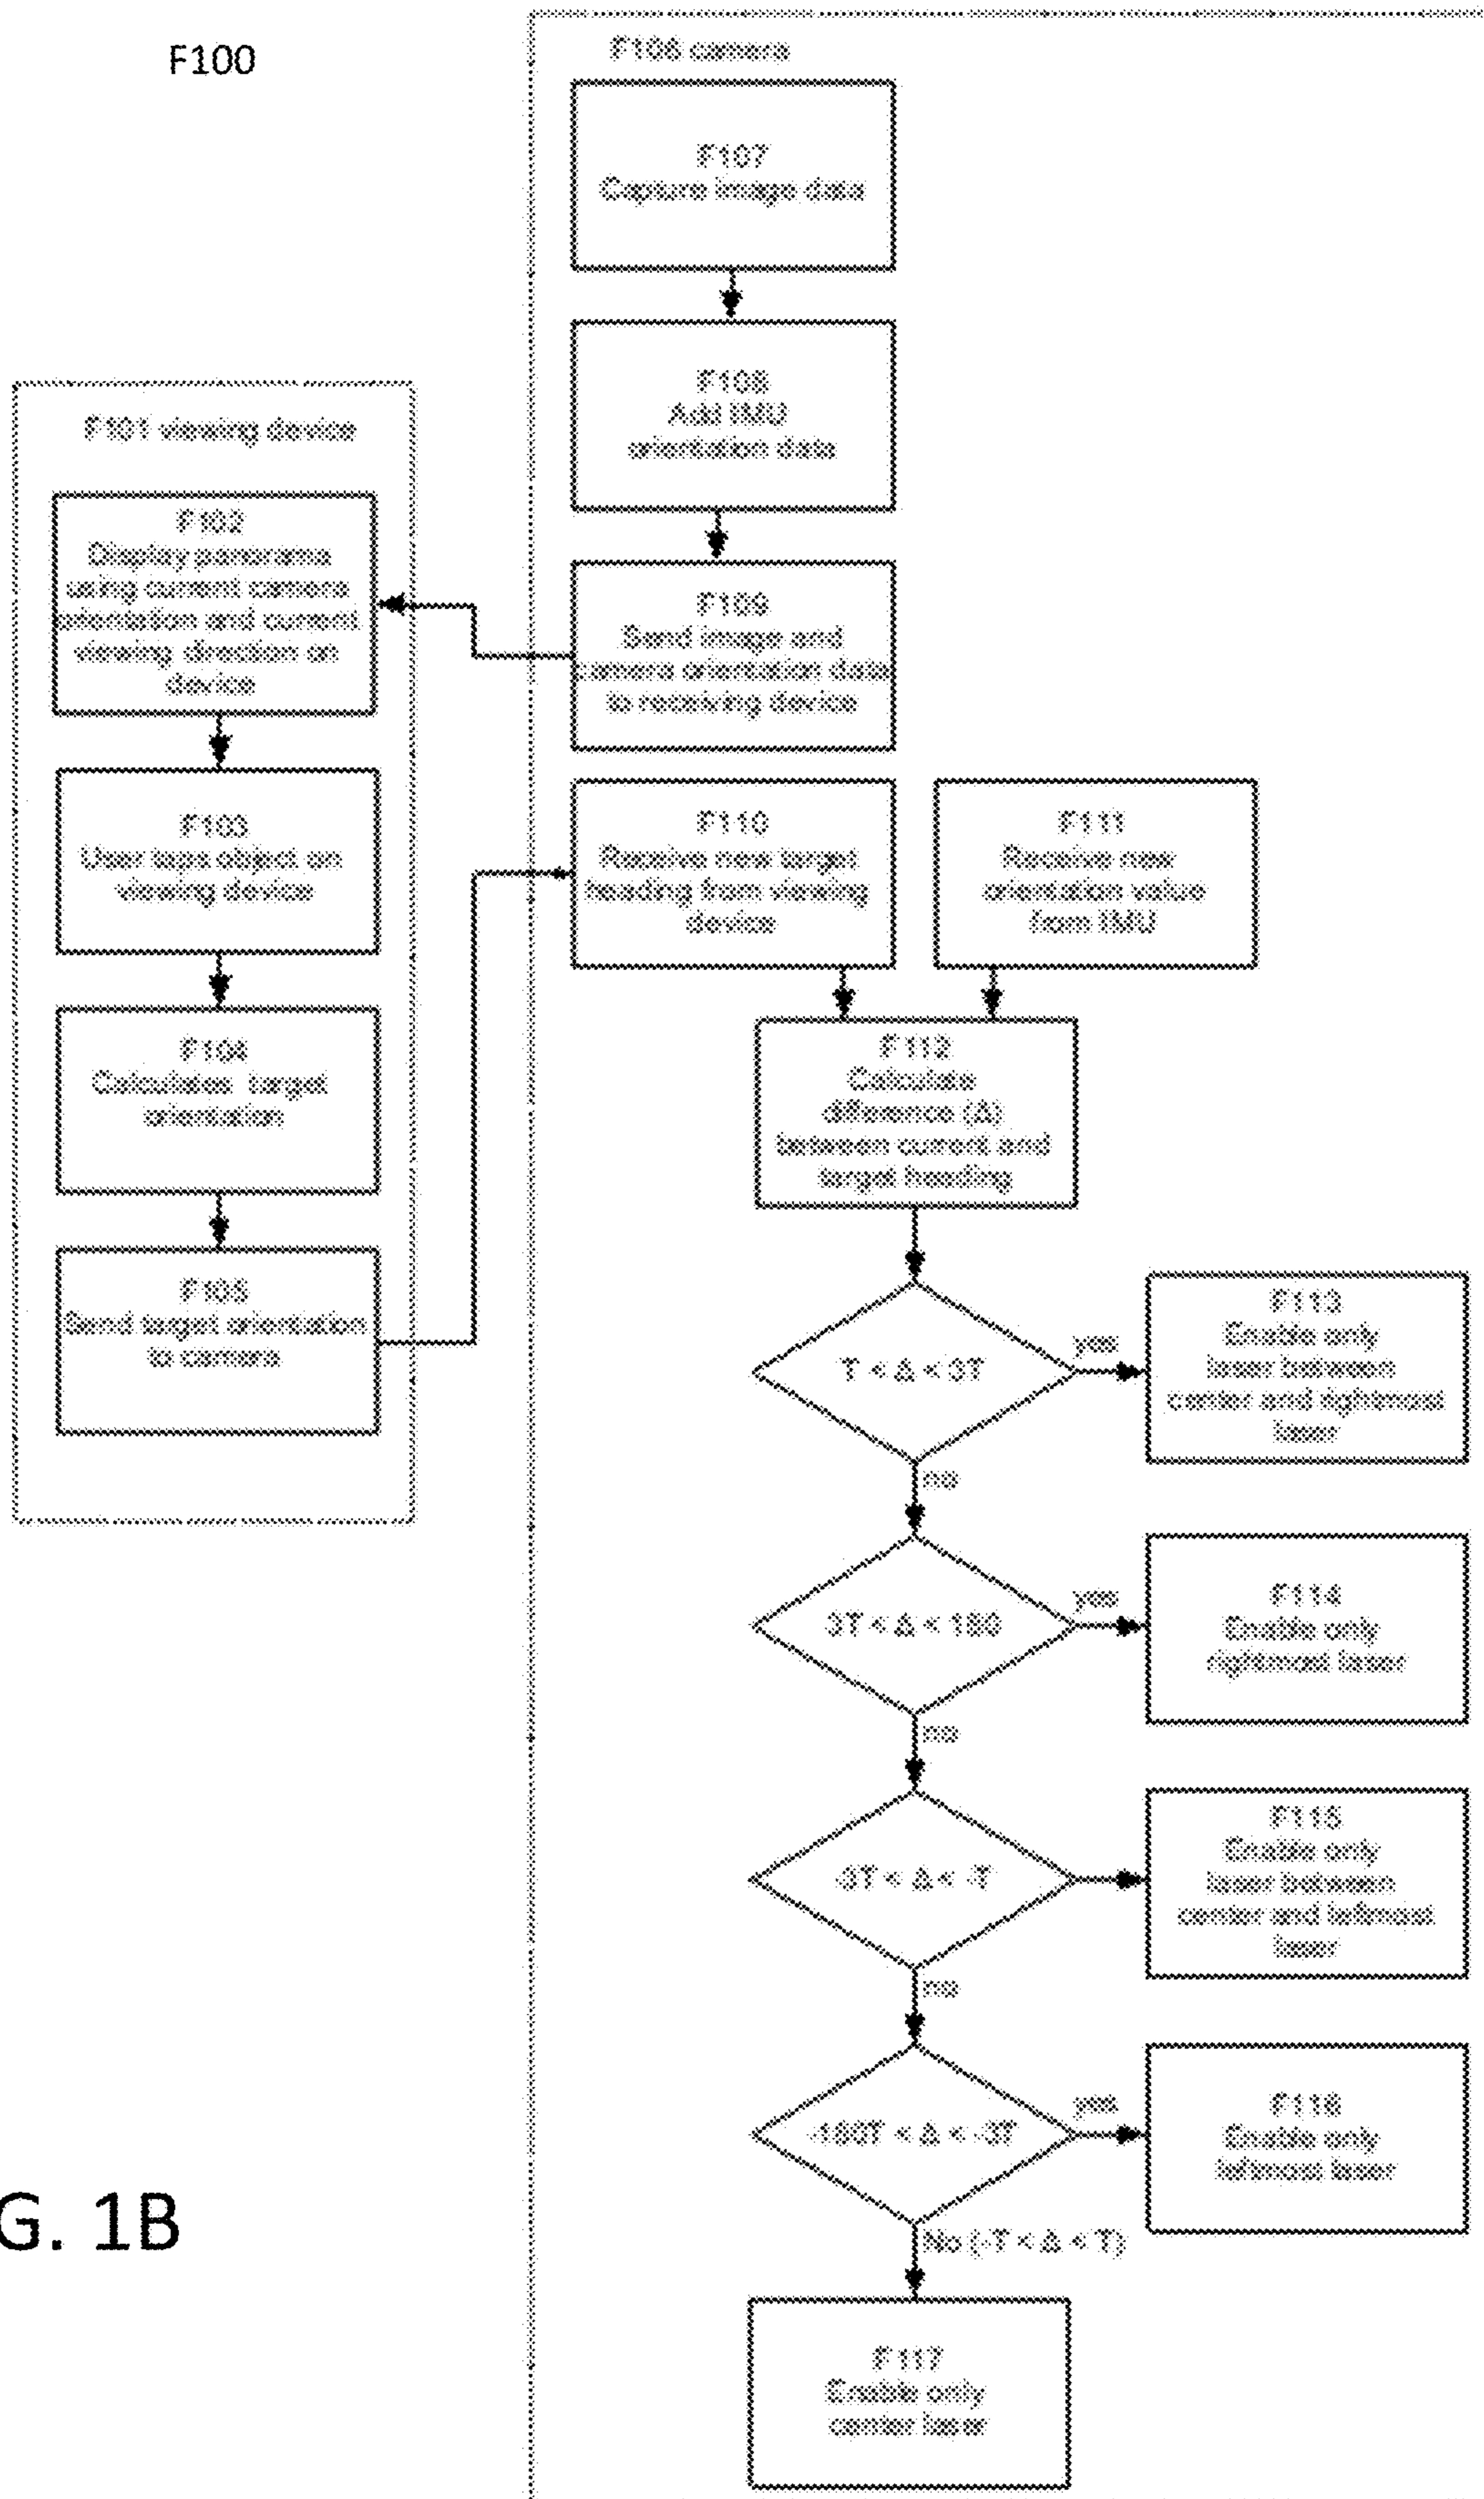 F100
F106 camera
F107
Capture image data
F108
Add IMU
orientation data
F109
Send image and
camera orientation data
to receiving device
F101 viewing device
F102
Display panorama
using current camera
orientation and current
viewing direction on
device
F103
User taps object on
viewing device
F104
Calculates target
orientation
F105
Send target orientation
to camera
F110
Receive new target
heading from viewing
device
F111
Receive new
orientation value
from IMU
F112
Calculate
difference (Δ)
between current and
target heading
T < Δ < 3T
yes
no
F113
Enable only
laser between
center and rightmost
laser
3T < Δ < 180
yes
no
F114
Enable only
rightmost laser
-3T < Δ < -T
no
F115
Enable only
laser between
center and leftmost
laser
-180T < Δ < -3T
yes
F116
Enable only
leftmost laser
No (-T < Δ < T)
F117
Enable only
center laser
G. 1B